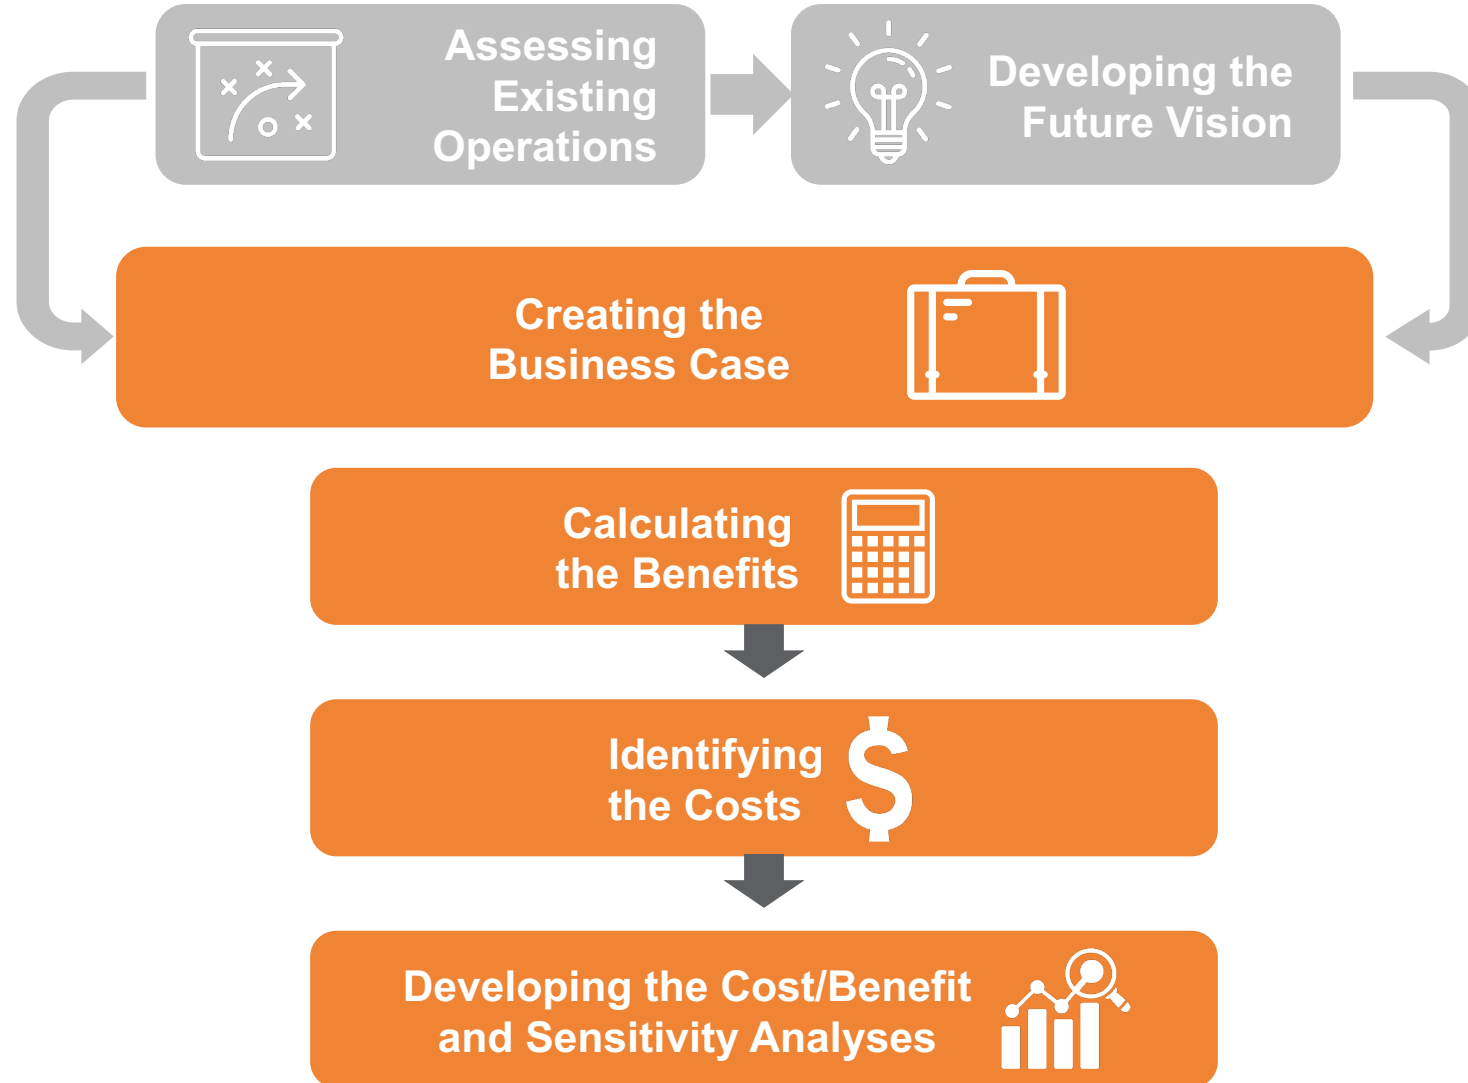 Assessing
Existing
Operations
Developing the
Future Vision
Creating the
Business Case
Calculating
the Benefits
Identifying
the Costs
$
Developing the Cost/Benefit
and Sensitivity Analyses